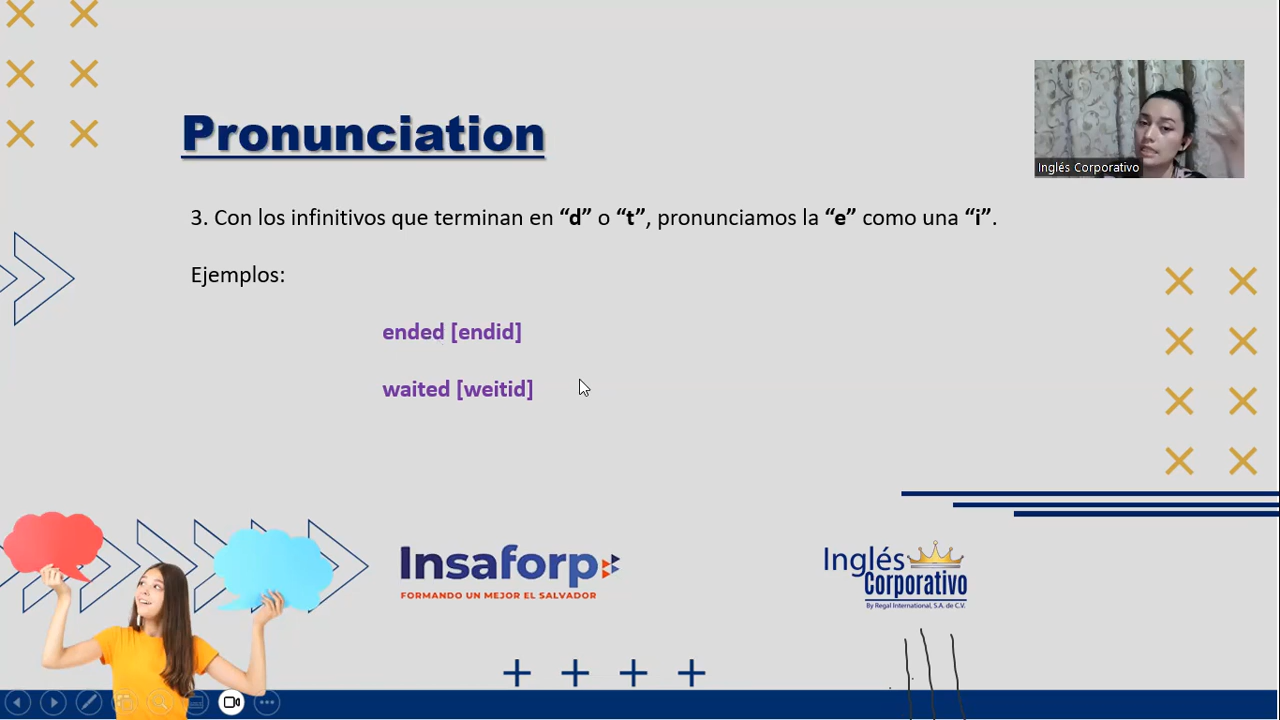 Pronunciation
Inglés Corporativo
3. Con los infinitivos que terminan en “d” o “t”, pronunciamos la “e” como una “i”.
Ejemplos:
ended [endid]
waited [weitid]
Insaforp
FORMANDO UN MEJOR EL SALVADOR
Inglés
Corporativo
By Regal International, S.A. de C.V.